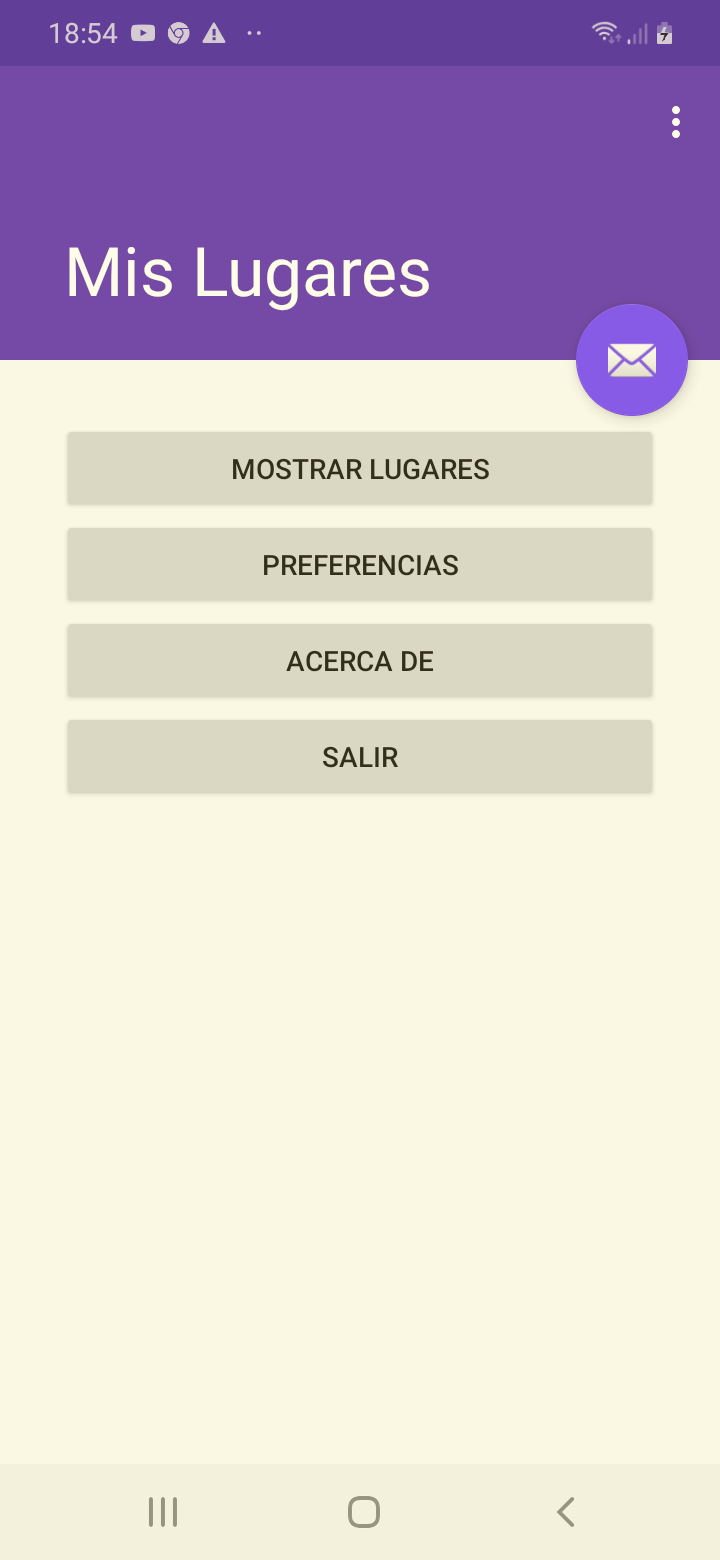 18:54
Mis Lugares
MOSTRAR LUGARES
PREFERENCIAS
ACERCA DE
SALIR